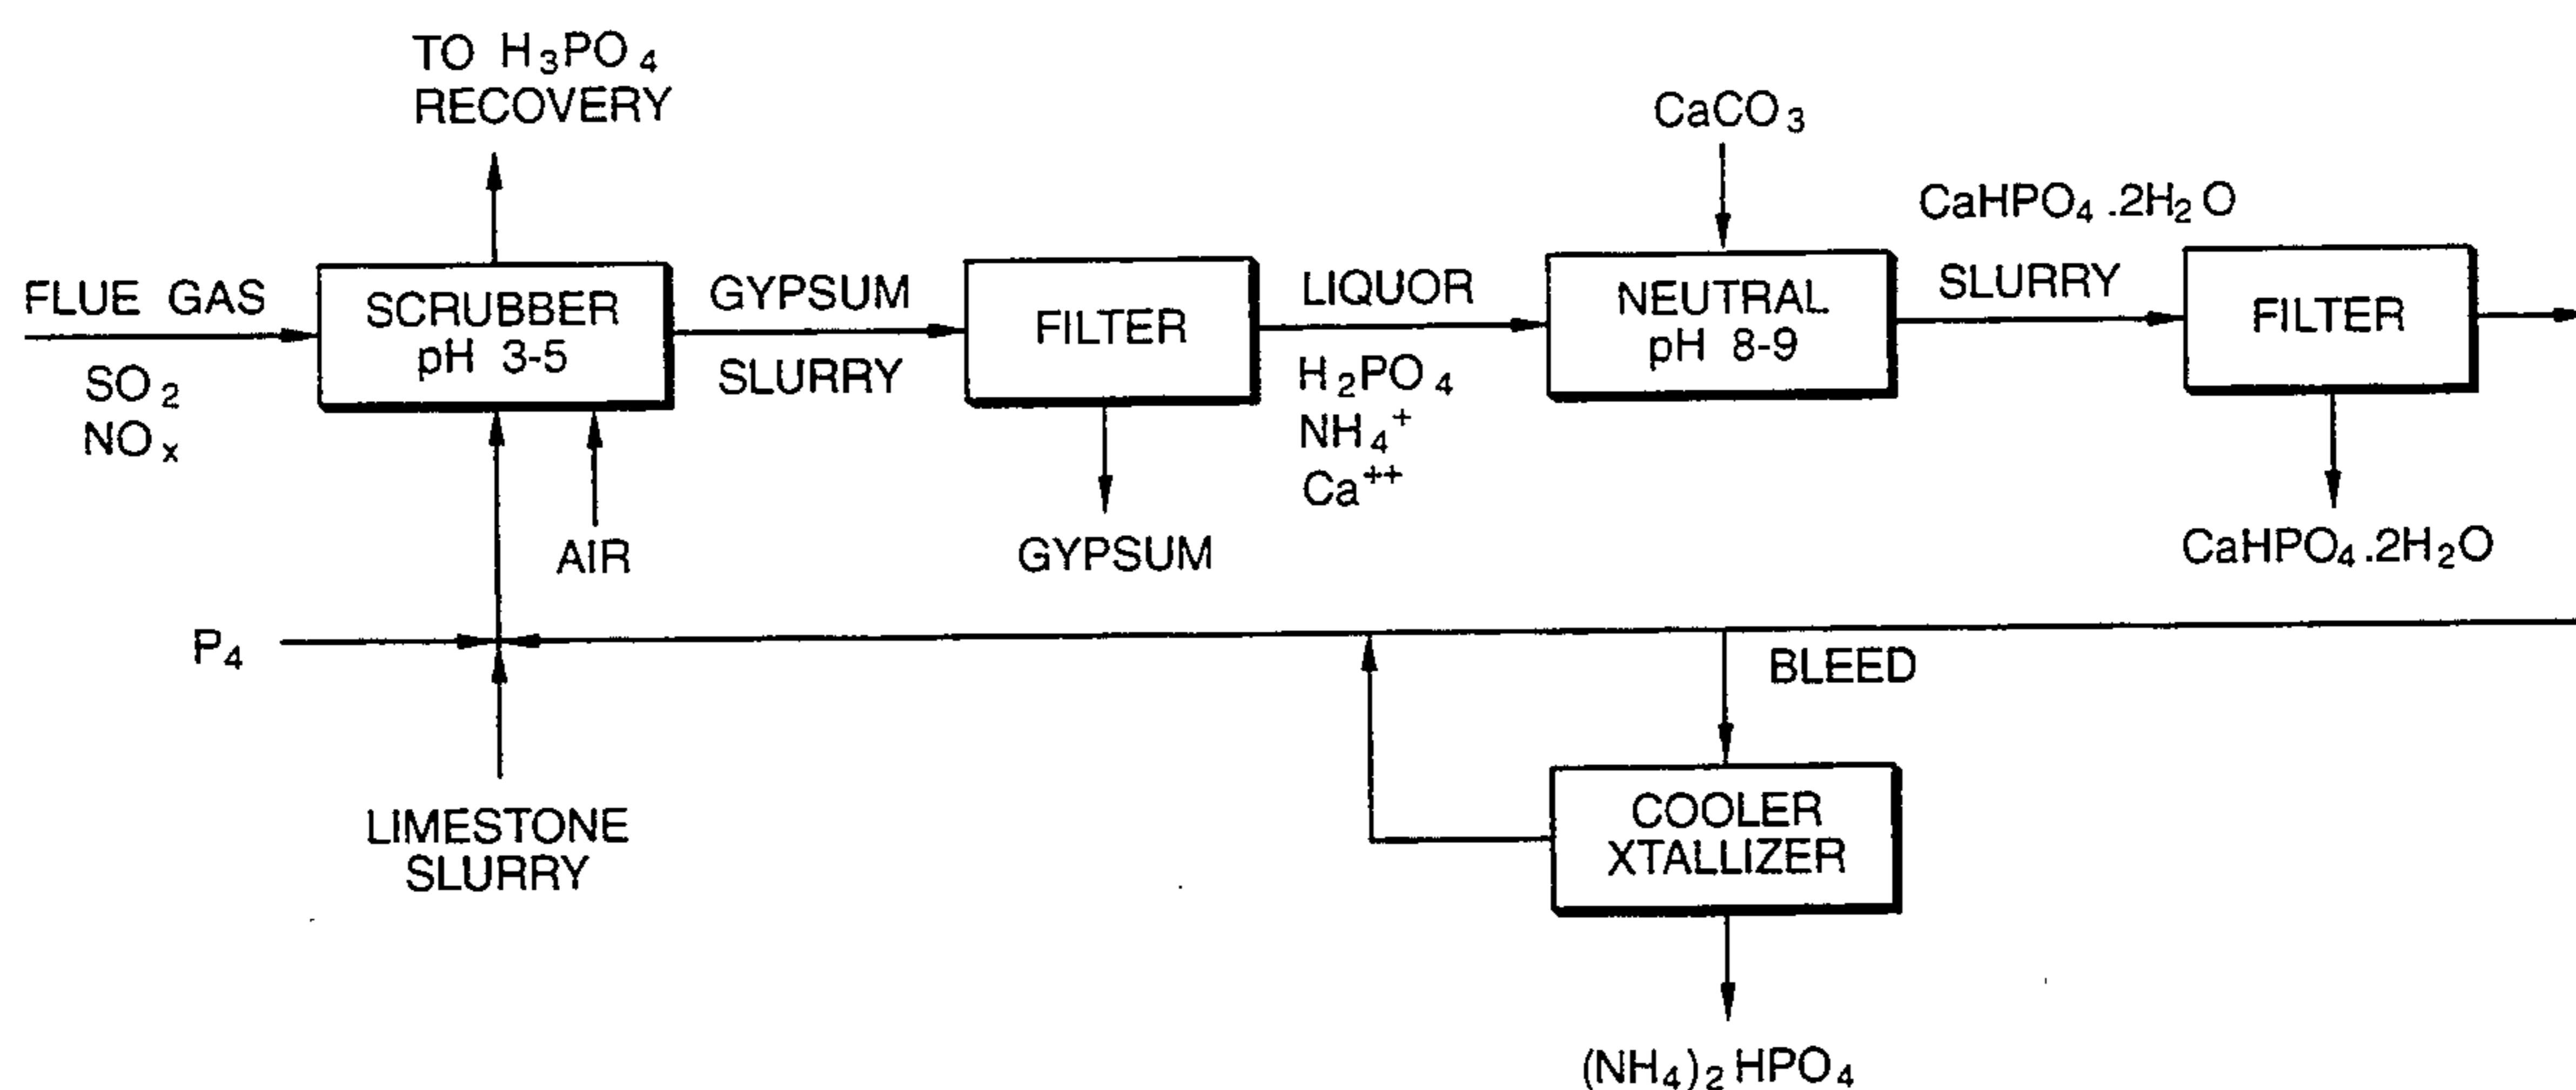 TO H₃PO₄
RECOVERY
FLUE GAS
SO₂
NOₓ
SCRUBBER
pH 3-5
AIR
GYPSUM
SLURRY
FILTER
GYPSUM
LIQUOR
H₂PO₄
NH₄⁺
Ca⁺⁺
CaCO₃
NEUTRAL
pH 8-9
CaHPO₄.2H₂O
SLURRY
FILTER
CaHPO₄.2H₂O
P₄
LIMESTONE
SLURRY
BLEED
COOLER
XTALLIZER
(NH₄)₂HPO₄